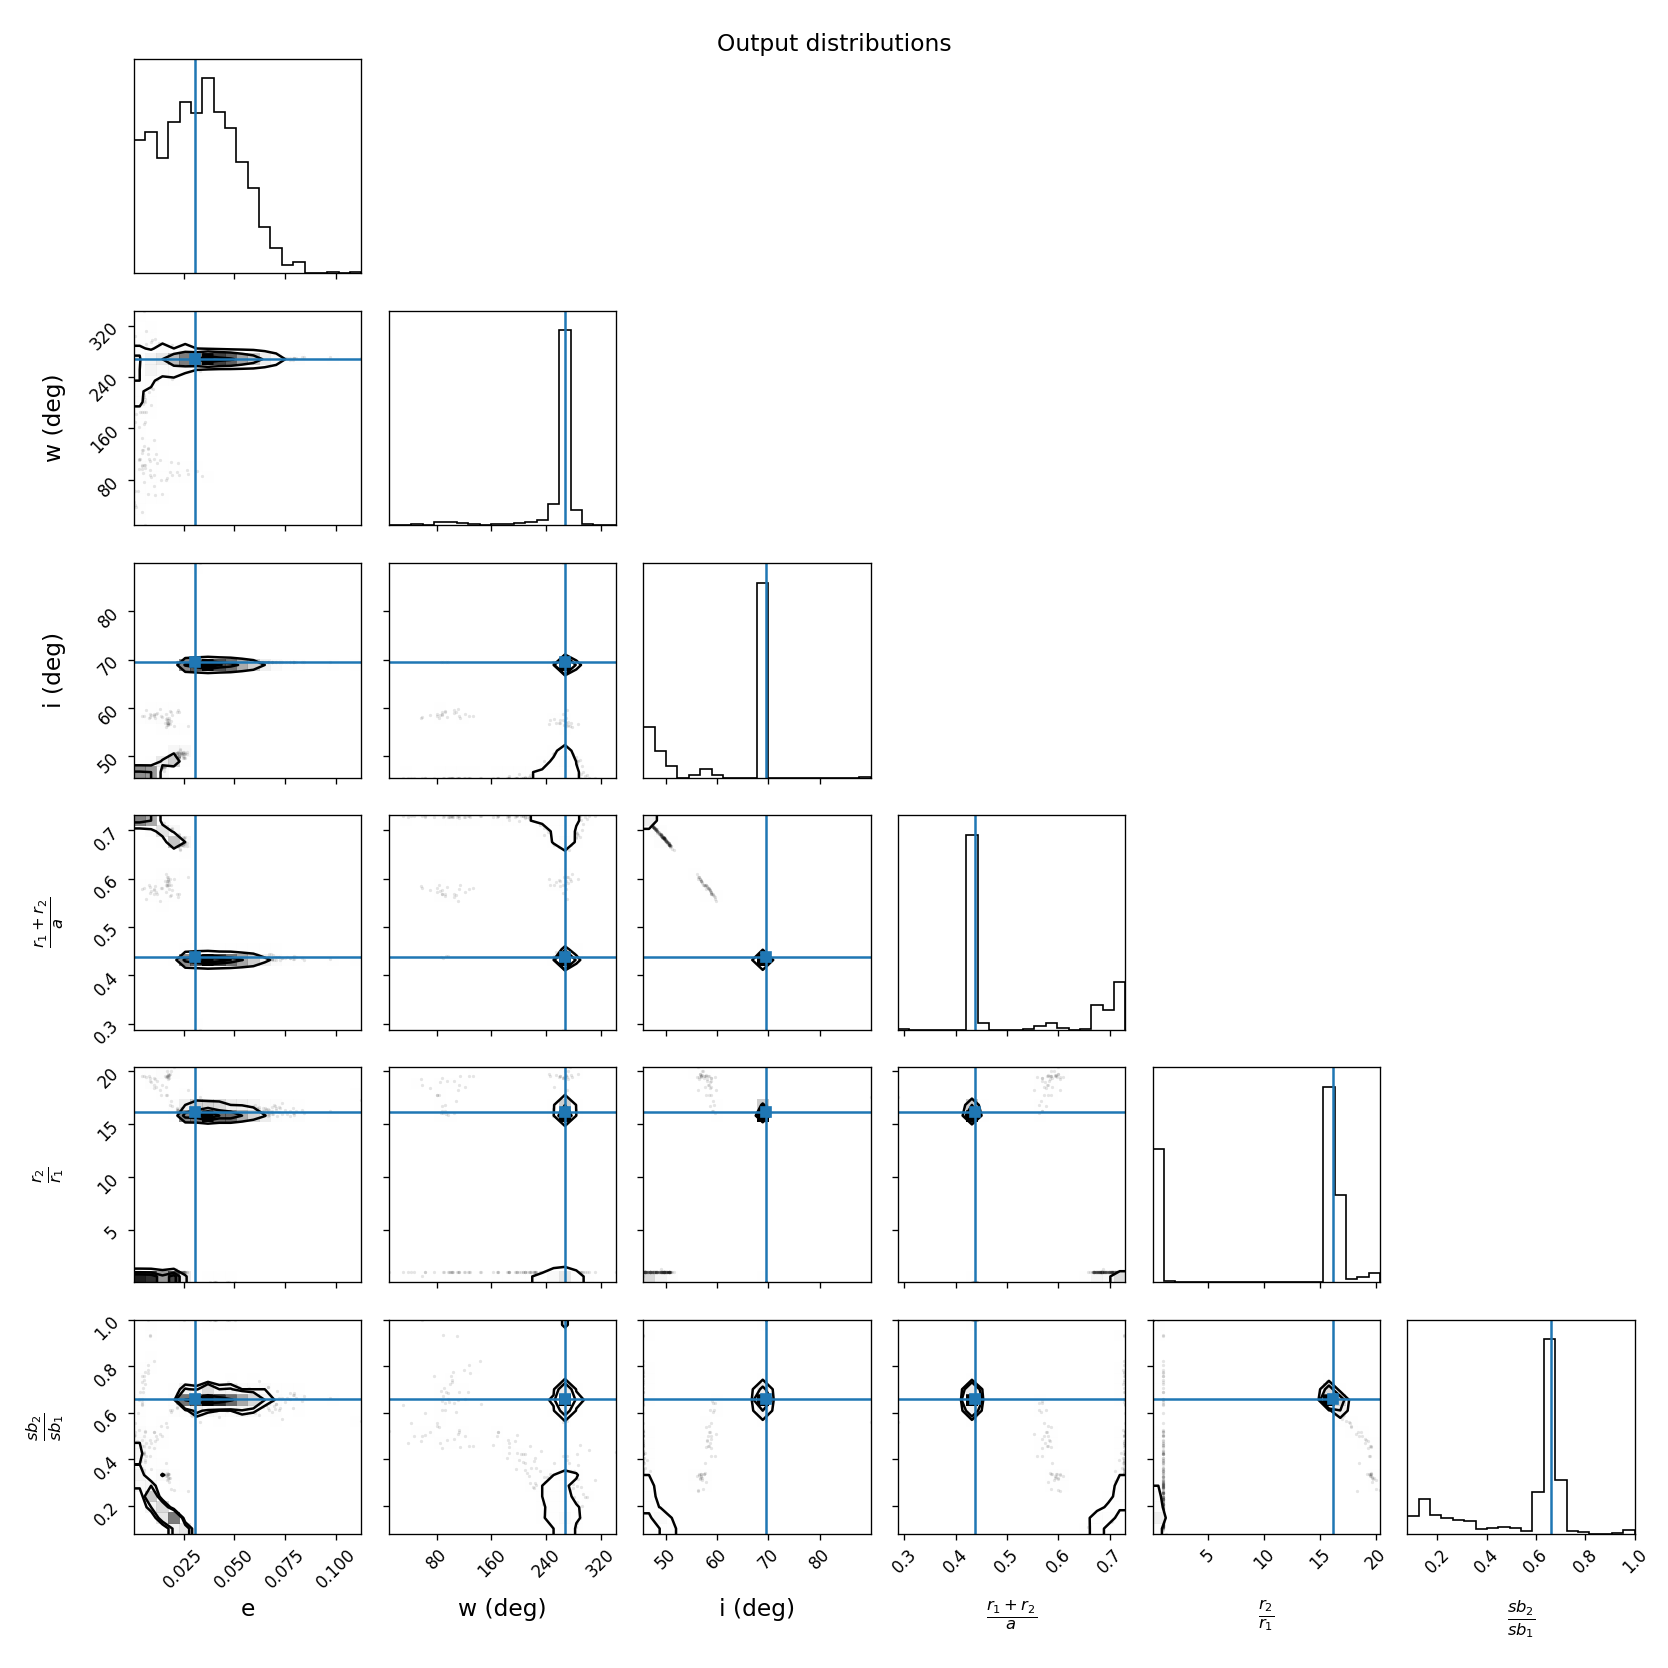 Output distributions
320
240
160
80
w (deg)
80
70
60
50
i (deg)
0.7
0.6
0.5
0.4
0.3
r₁ + r₂
a
20
15
10
5
r₂
r₁
1.0
0.8
0.6
0.4
0.2
sb₂
sb₁
0.025 0.050 0.075 0.100
80 160 240 320
50 60 70 80
0.3 0.4 0.5 0.6 0.7
5 10 15 20
0.2 0.4 0.6 0.8 1.0
e
w (deg)
i (deg)
r₁ + r₂
a
r₂
r₁
sb₂
sb₁